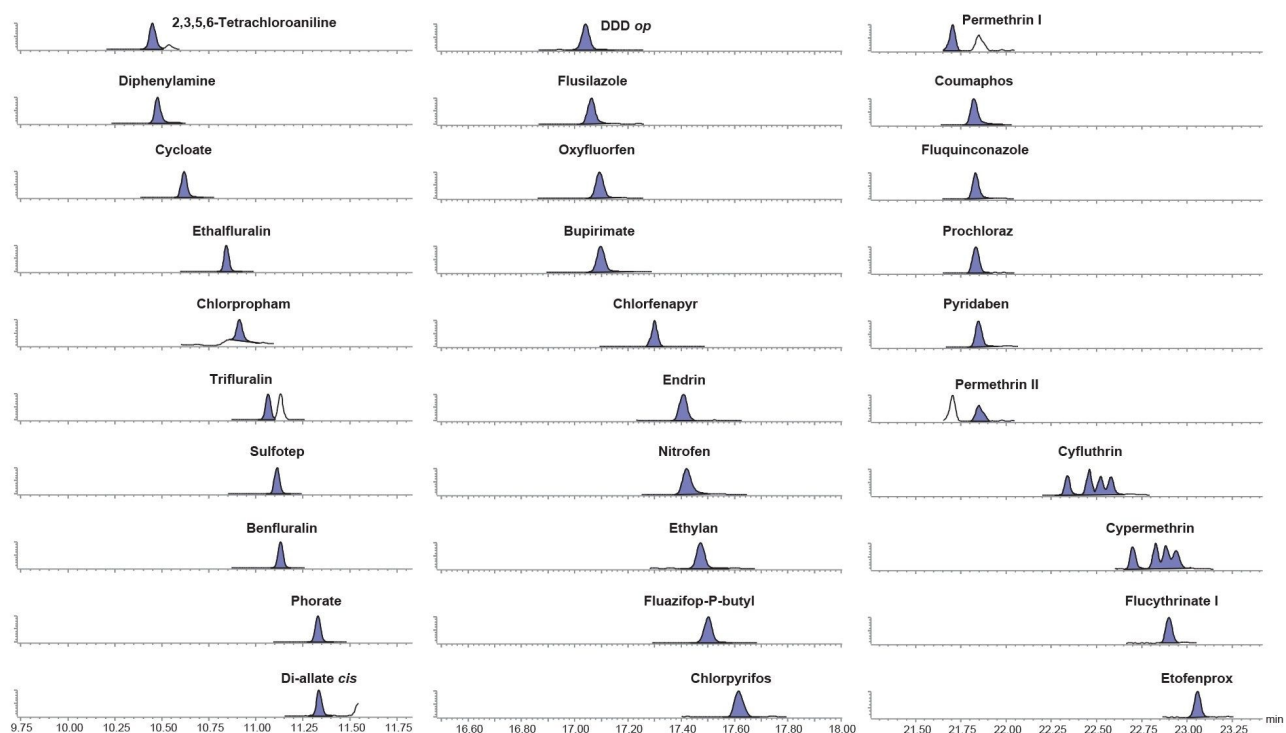 2,3,5,6-Tetrachloroaniline
Diphenylamine
Cycloate
Ethalfluralin
Chlorpropham
Trifluralin
Sulfotep
Benfluralin
Phorate
Di-allate cis
9.75 10.00 10.25 10.50 10.75 11.00 11.25 11.50 11.75
DDD op
Flusilazole
Oxyfluorfen
Bupirimate
Chlorfenapyr
Endrin
Nitrofen
Ethylan
Fluazifop-P-butyl
Chlorpyrifos
16.60 16.80 17.00 17.20 17.40 17.60 17.80 18.00
Permethrin I
Coumaphos
Fluquinconazole
Prochloraz
Pyridaben
Permethrin II
Cyfluthrin
Cypermethrin
Flucythrinate I
Etofenprox
21.50 21.75 22.00 22.25 22.50 22.75 23.00 23.25 min